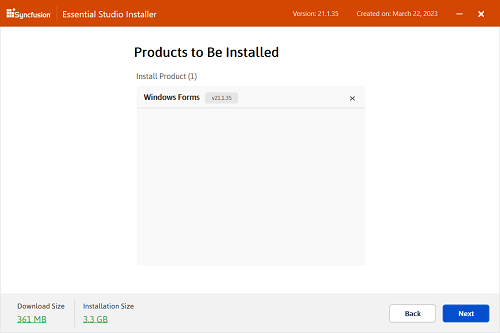 Syncfusion Essential Studio Installer Version: 21.1.35 Created on: March 22, 2023
Products to Be Installed
Install Product (1)
Windows Forms v21.1.35
Download Size Installation Size
361 MB 3.3 GB
Back Next